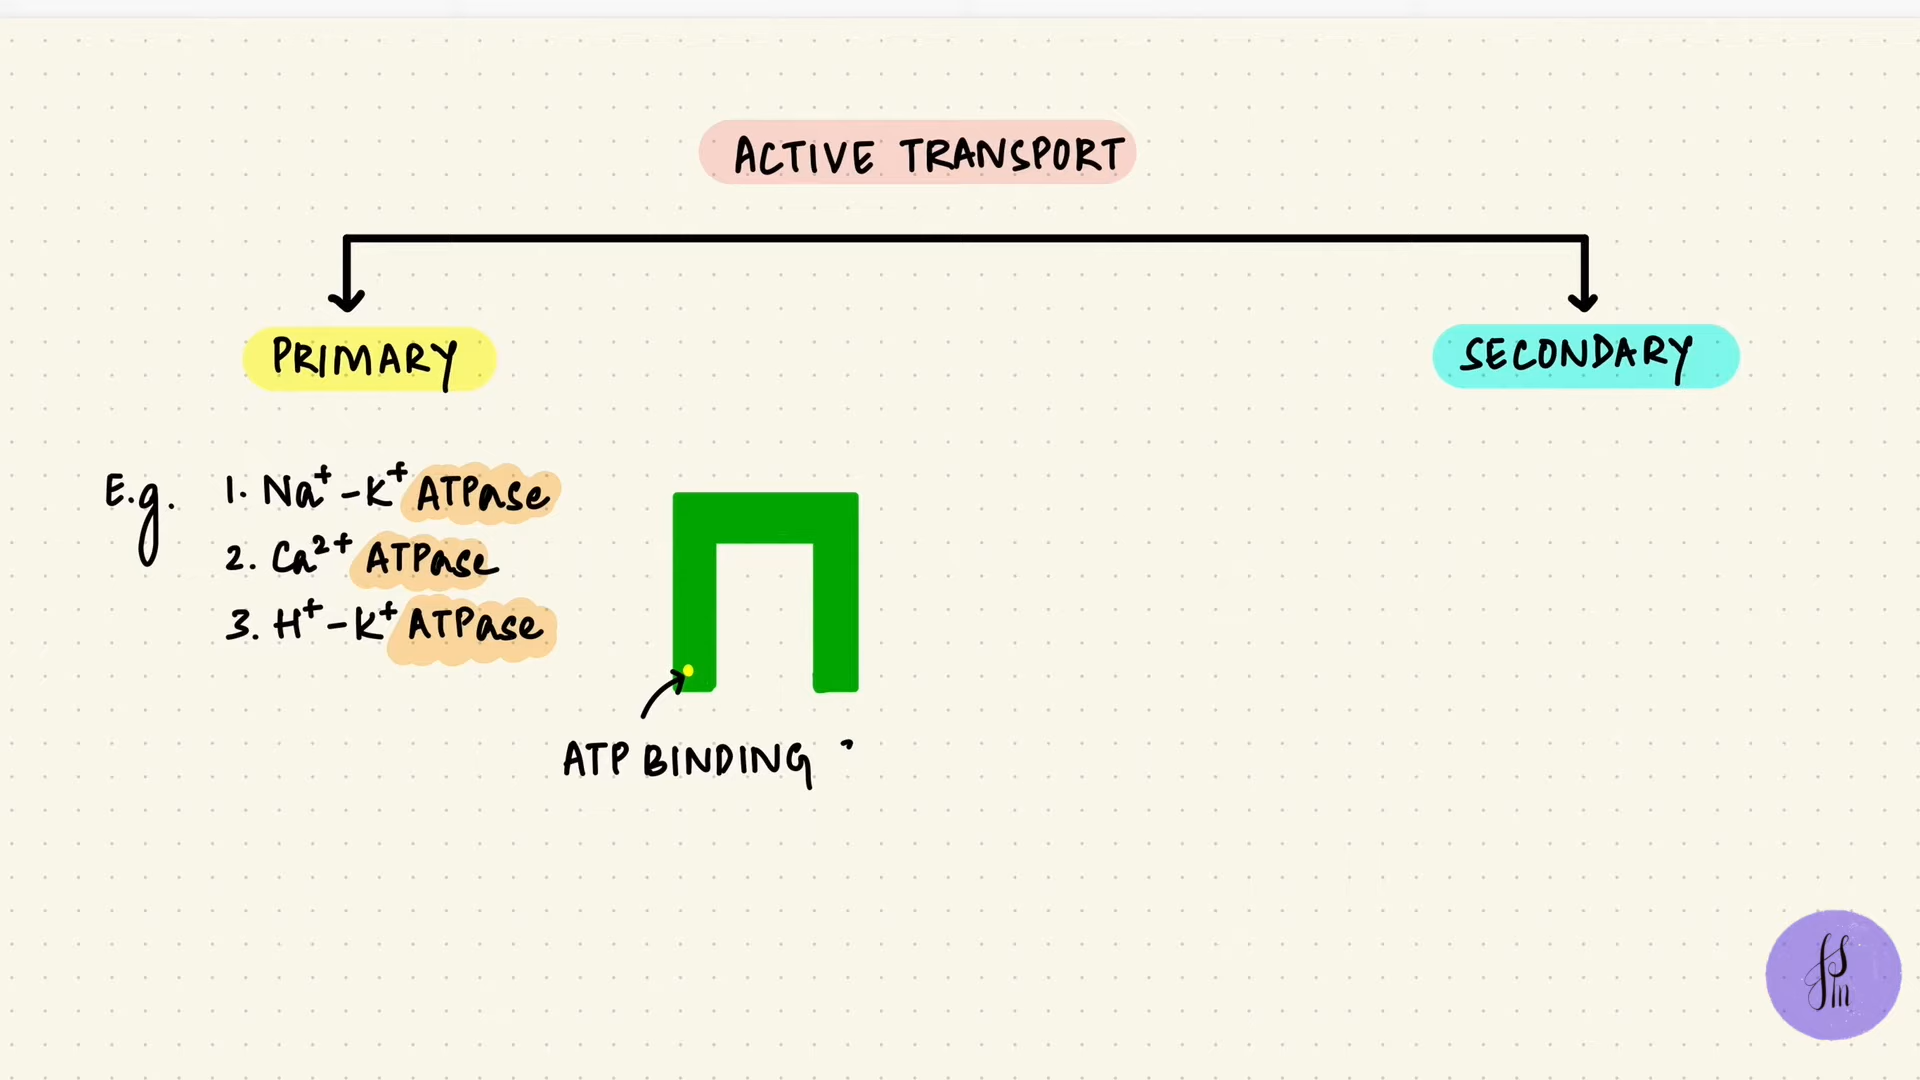 ACTIVE TRANSPORT
PRIMARY
SECONDARY
E.g. 1. Na⁺-K⁺ ATPase
2. Ca²⁺ ATPase
3. H⁺-K⁺ ATPase
ATP BINDING